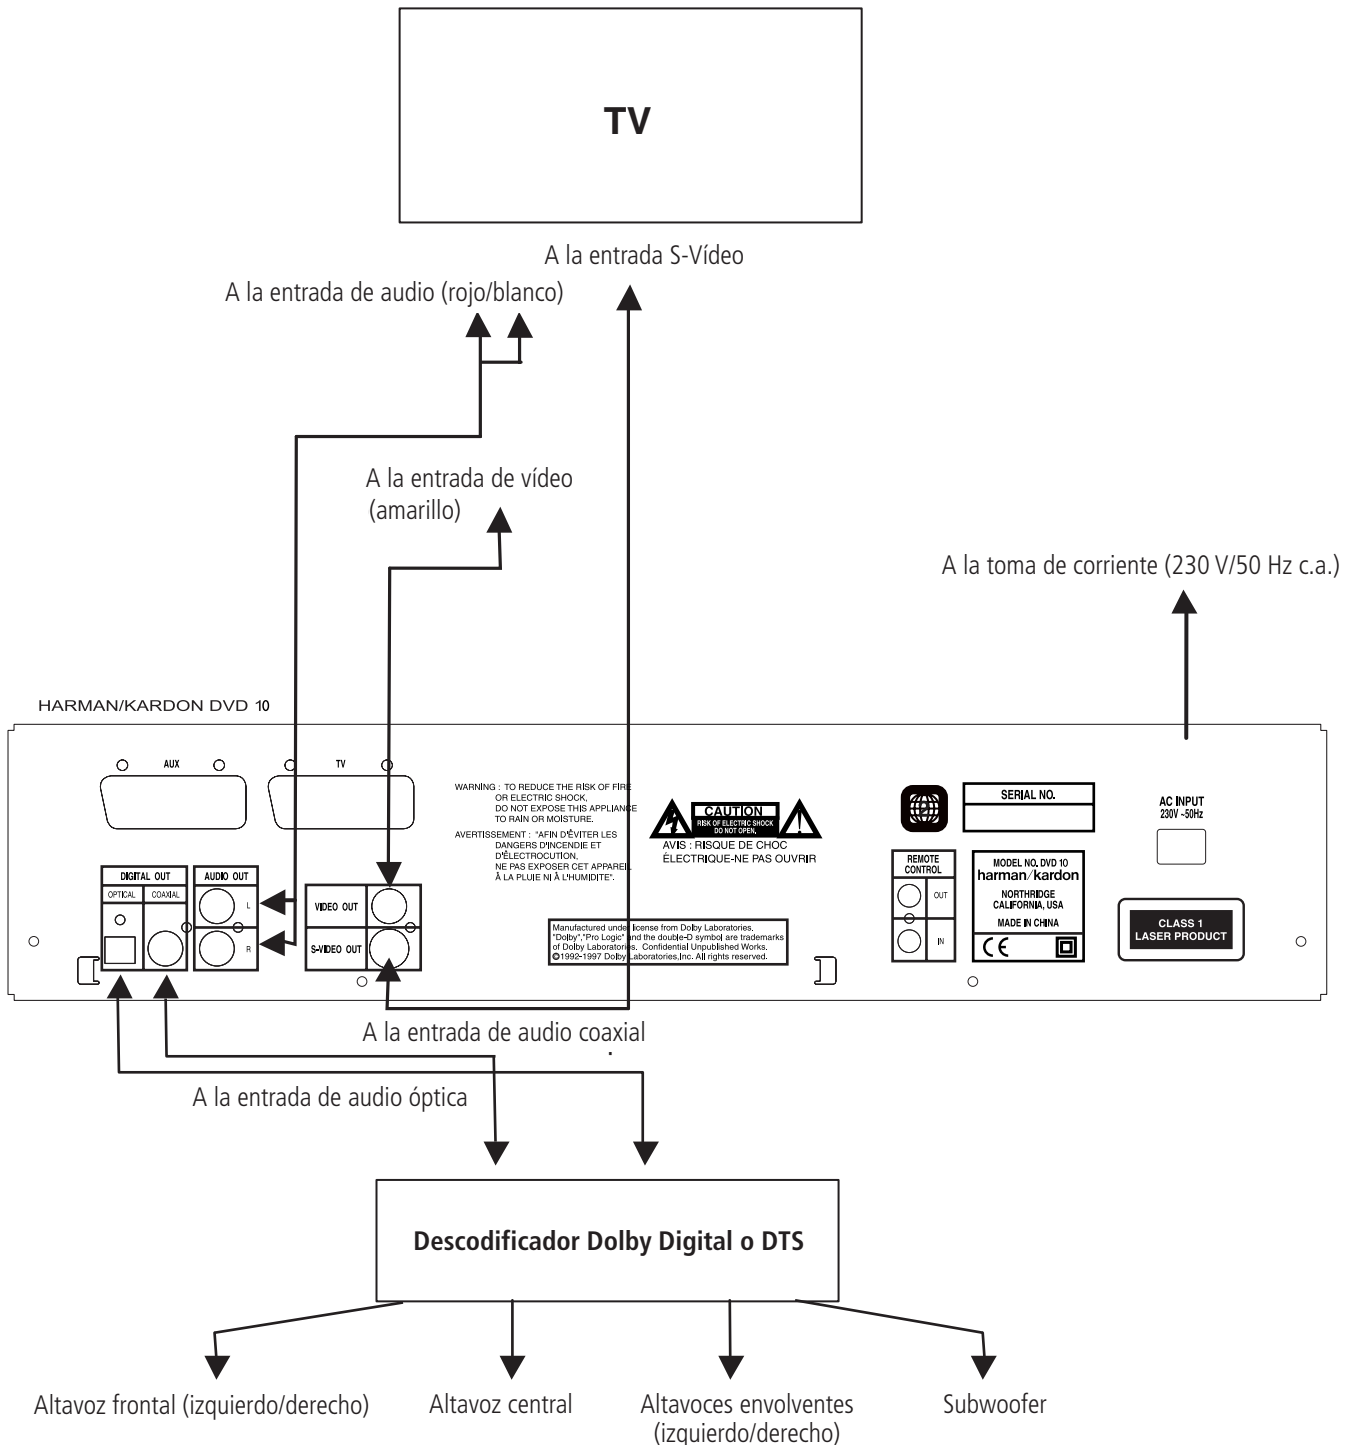 TV
A la entrada S-Vídeo
A la entrada de audio (rojo/blanco)
A la entrada de vídeo
(amarillo)
A la toma de corriente (230 V/50 Hz c.a.)
HARMAN/KARDON DVD 10
AUX
TV
WARNING : TO REDUCE THE RISK OF FIRE
OR ELECTRIC SHOCK,
DO NOT EXPOSE THIS APPLIANCE
TO RAIN OR MOISTURE.
AVERTISSEMENT : "AFIN D'ÉVITER LES
DANGERS D'INCENDIE ET
D'ÉLECTROCUTION,
NE PAS EXPOSER CET APPAREIL
À LA PLUIE NI À L'HUMIDITE".
CAUTION
RISK OF ELECTRIC SHOCK
DO NOT OPEN,
AVIS : RISQUE DE CHOC
ÉLECTRIQUE-NE PAS OUVRIR
SERIAL NO.
AC INPUT
230V ~50Hz
DIGITAL OUT
OPTICAL
COAXIAL
AUDIO OUT
L
R
VIDEO OUT
S-VIDEO OUT
Manufactured under license from Dolby Laboratories.
"Dolby","Pro Logic" and the double-D symbol are trademarks
of Dolby Laboratories. Confidential Unpublished Works.
©1992-1997 Dolby Laboratories,Inc. All rights reserved.
REMOTE
CONTROL
OUT
IN
MODEL NO. DVD 10
harman/kardon
NORTHRIDGE
CALIFORNIA, USA
MADE IN CHINA
CE
CLASS 1
LASER PRODUCT
A la entrada de audio coaxial
A la entrada de audio óptica
Descodificador Dolby Digital o DTS
Altavoz frontal (izquierdo/derecho)
Altavoz central
Altavoces envolventes
(izquierdo/derecho)
Subwoofer